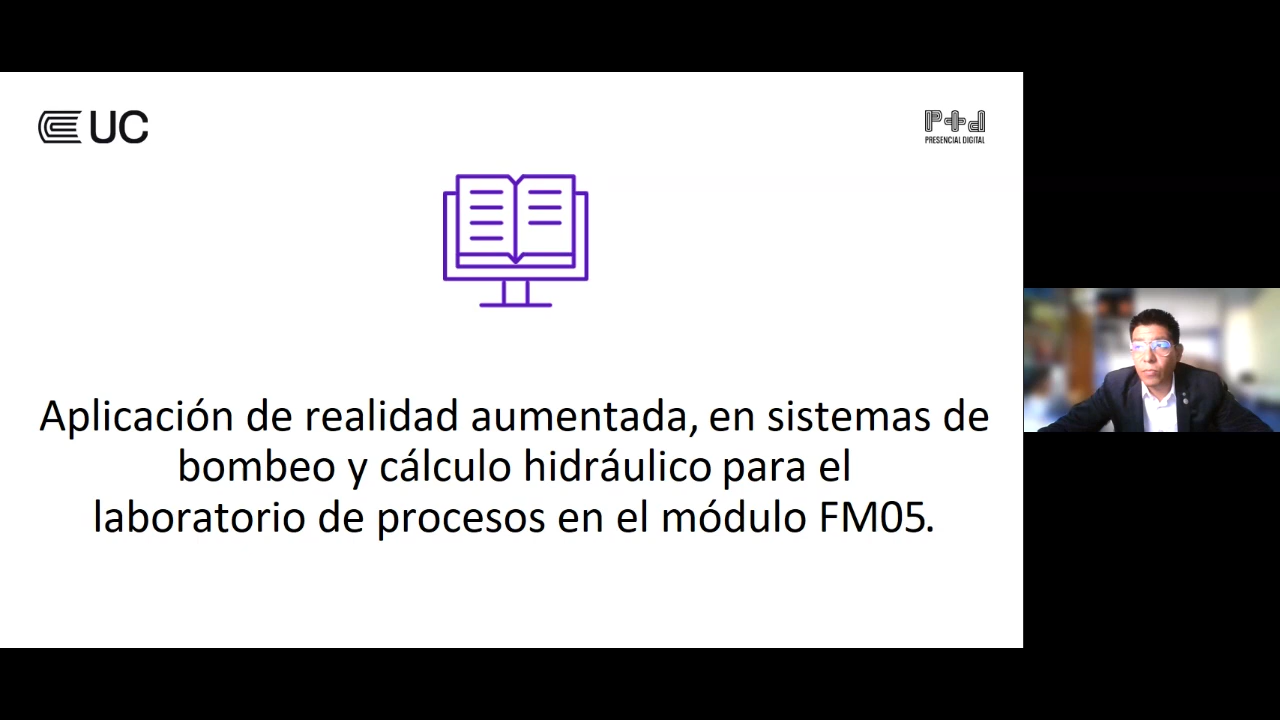 UC
P+d
PRESENCIAL DIGITAL
Aplicación de realidad aumentada, en sistemas de
bombeo y cálculo hidráulico para el
laboratorio de procesos en el módulo FM05.